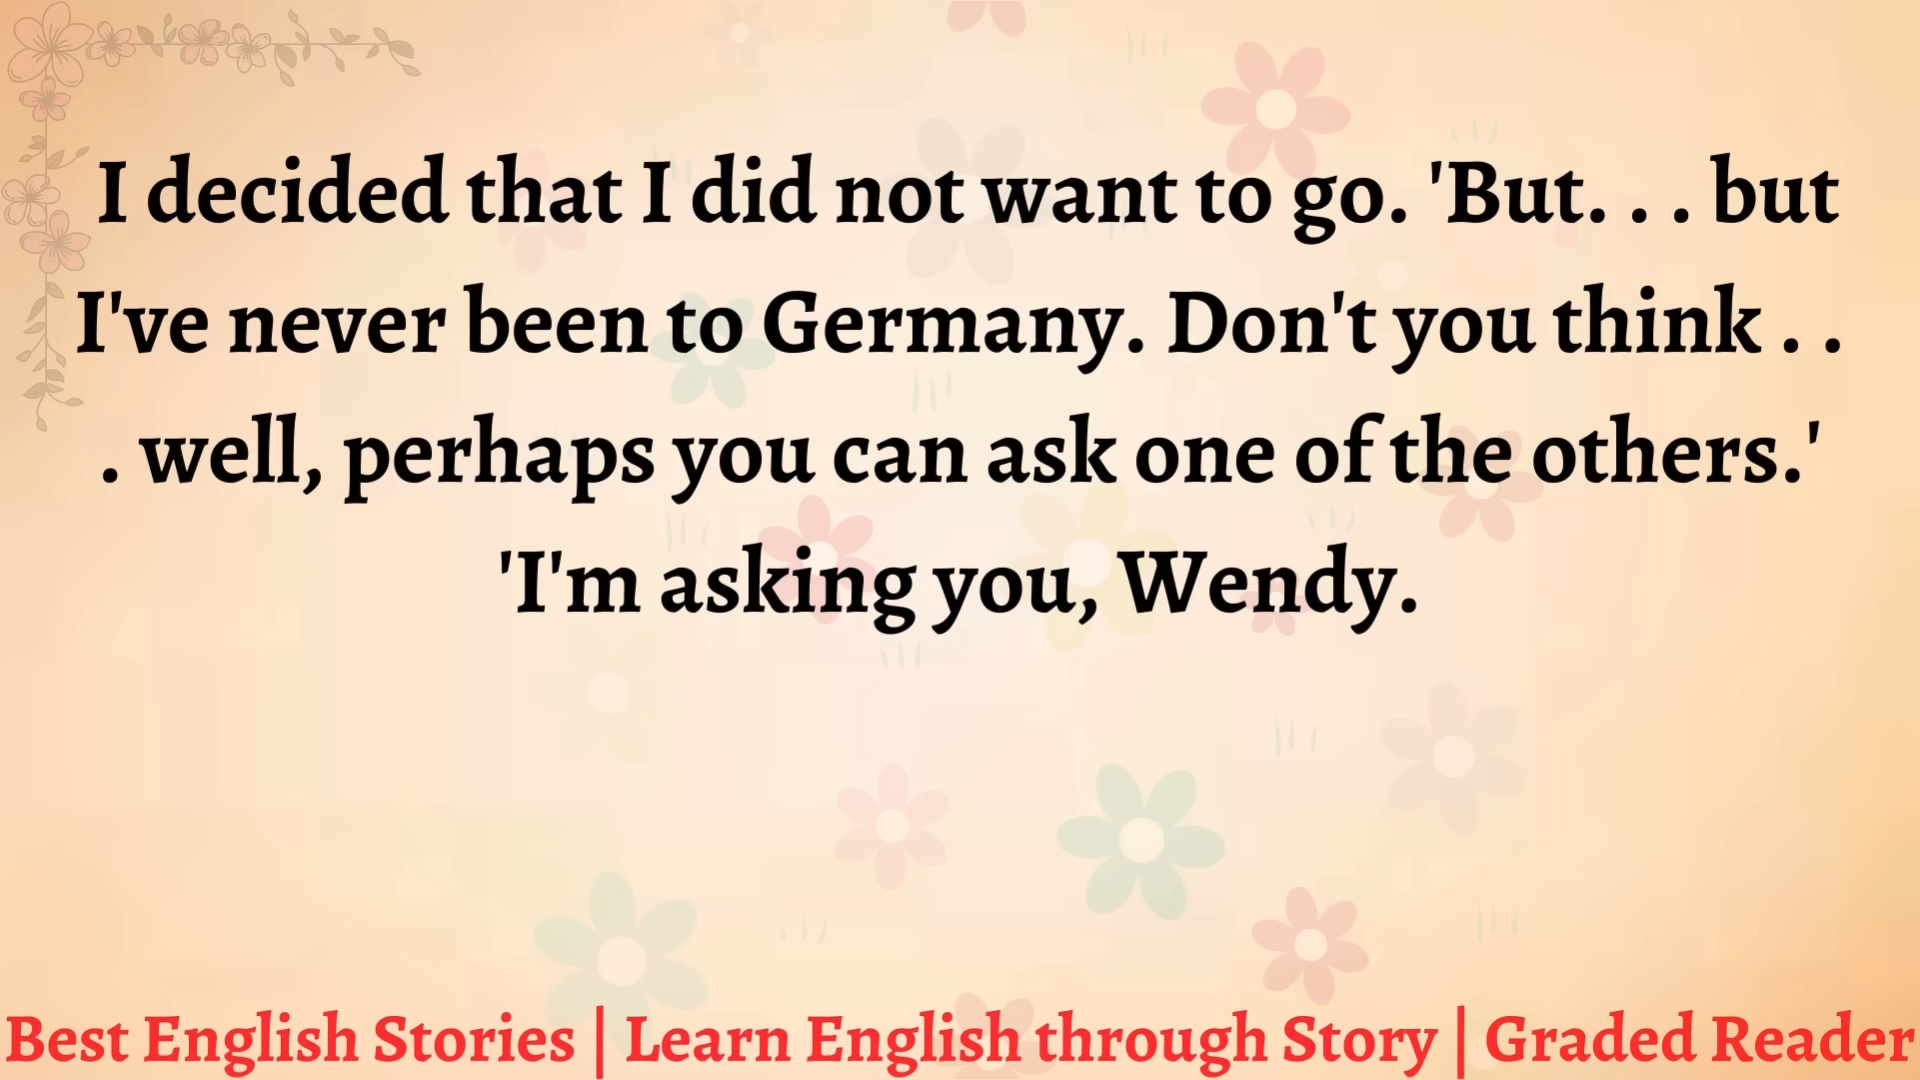 I decided that I did not want to go. 'But. . . but
I've never been to Germany. Don't you think . .
. well, perhaps you can ask one of the others.'
'I'm asking you, Wendy.
Best English Stories | Learn English through Story | Graded Reader